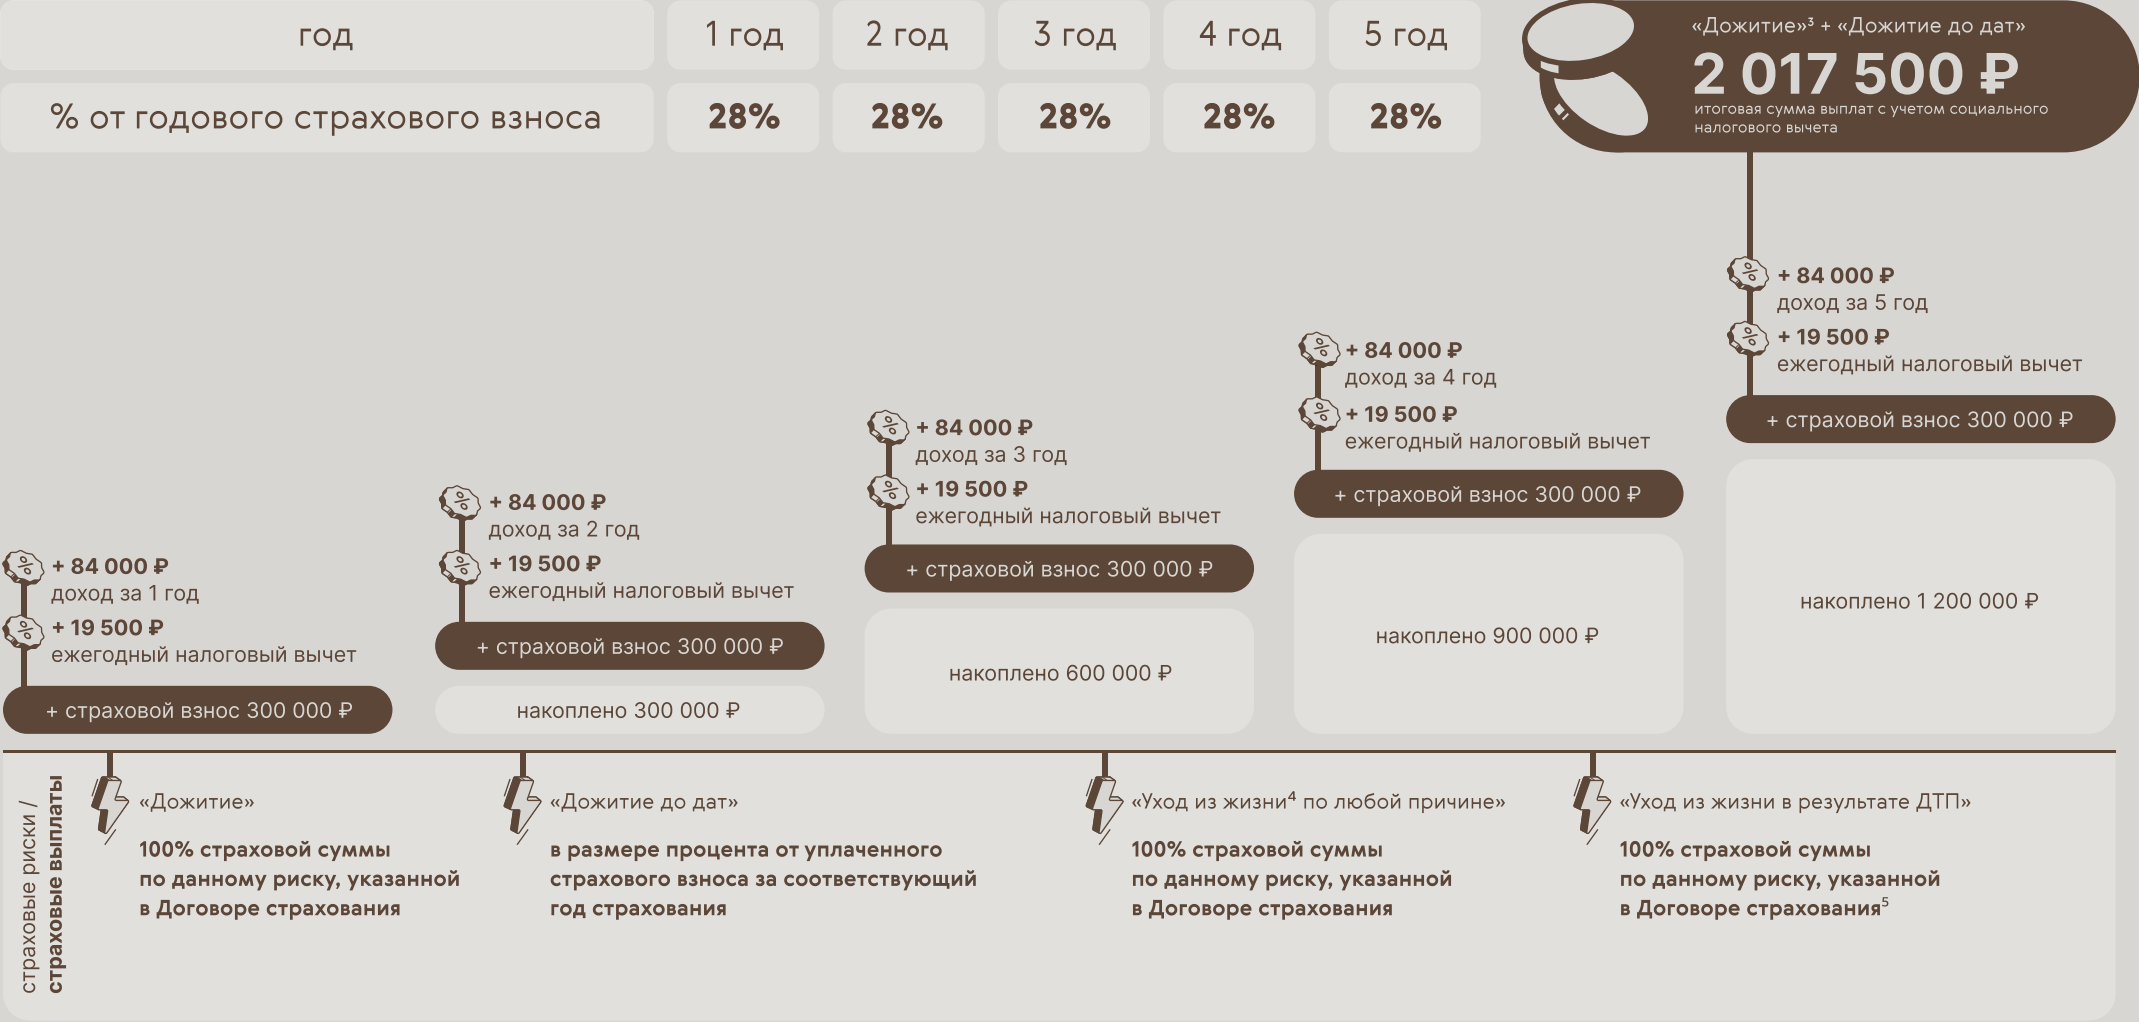 год
1 год
2 год
3 год
4 год
5 год
% от годового страхового взноса
28%
28%
28%
28%
28%
«Дожитие»³ + «Дожитие до дат»
2 017 500 ₽
итоговая сумма выплат с учетом социального
налогового вычета
+ 84 000 ₽
доход за 1 год
+ 19 500 ₽
ежегодный налоговый вычет
+ страховой взнос 300 000 ₽
+ 84 000 ₽
доход за 2 год
+ 19 500 ₽
ежегодный налоговый вычет
+ страховой взнос 300 000 ₽
накоплено 300 000 ₽
+ 84 000 ₽
доход за 3 год
+ 19 500 ₽
ежегодный налоговый вычет
+ страховой взнос 300 000 ₽
накоплено 600 000 ₽
+ 84 000 ₽
доход за 4 год
+ 19 500 ₽
ежегодный налоговый вычет
+ страховой взнос 300 000 ₽
накоплено 900 000 ₽
+ 84 000 ₽
доход за 5 год
+ 19 500 ₽
ежегодный налоговый вычет
+ страховой взнос 300 000 ₽
накоплено 1 200 000 ₽
страховые риски /
страховые выплаты
«Дожитие»
100% страховой суммы
по данному риску, указанной
в Договоре страхования
«Дожитие до дат»
в размере процента от уплаченного
страхового взноса за соответствующий
год страхования
«Уход из жизни⁴ по любой причине»
100% страховой суммы
по данному риску, указанной
в Договоре страхования
«Уход из жизни в результате ДТП»
100% страховой суммы
по данному риску, указанной
в Договоре страхования⁵